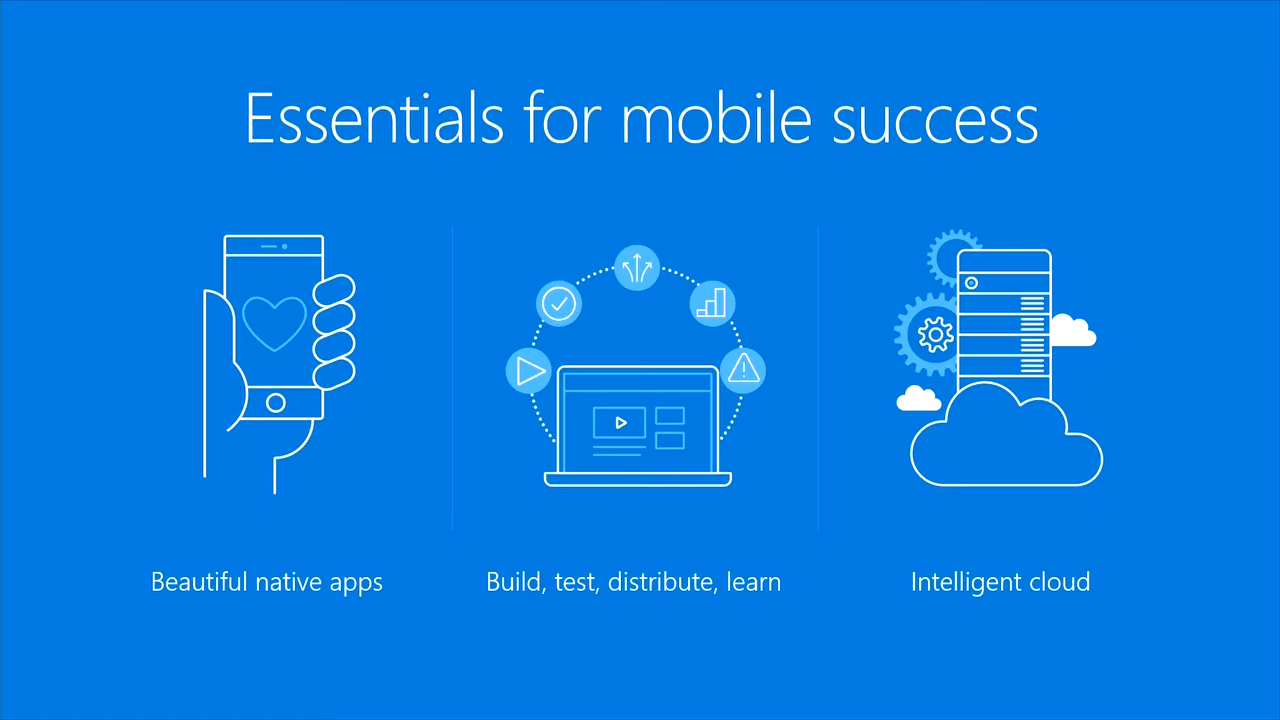 Essentials for mobile success
Beautiful native apps
Build, test, distribute, learn
Intelligent cloud